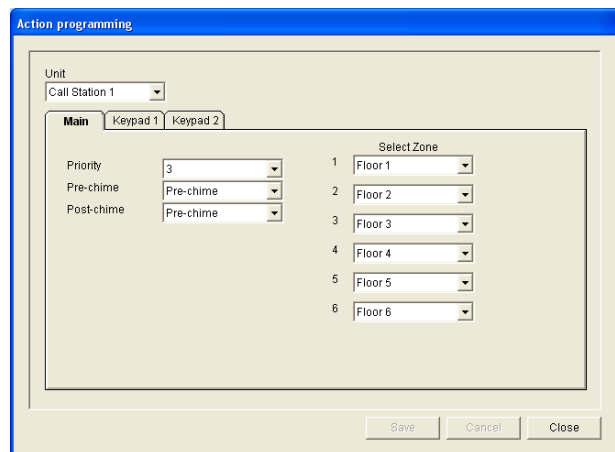 Action programming
Unit
Call Station 1
Main Keypad 1 Keypad 2
Select Zone
Priority 3 1 Floor 1
Pre-chime Pre-chime 2 Floor 2
Post-chime Pre-chime 3 Floor 3
4 Floor 4
5 Floor 5
6 Floor 6
Save Cancel Close